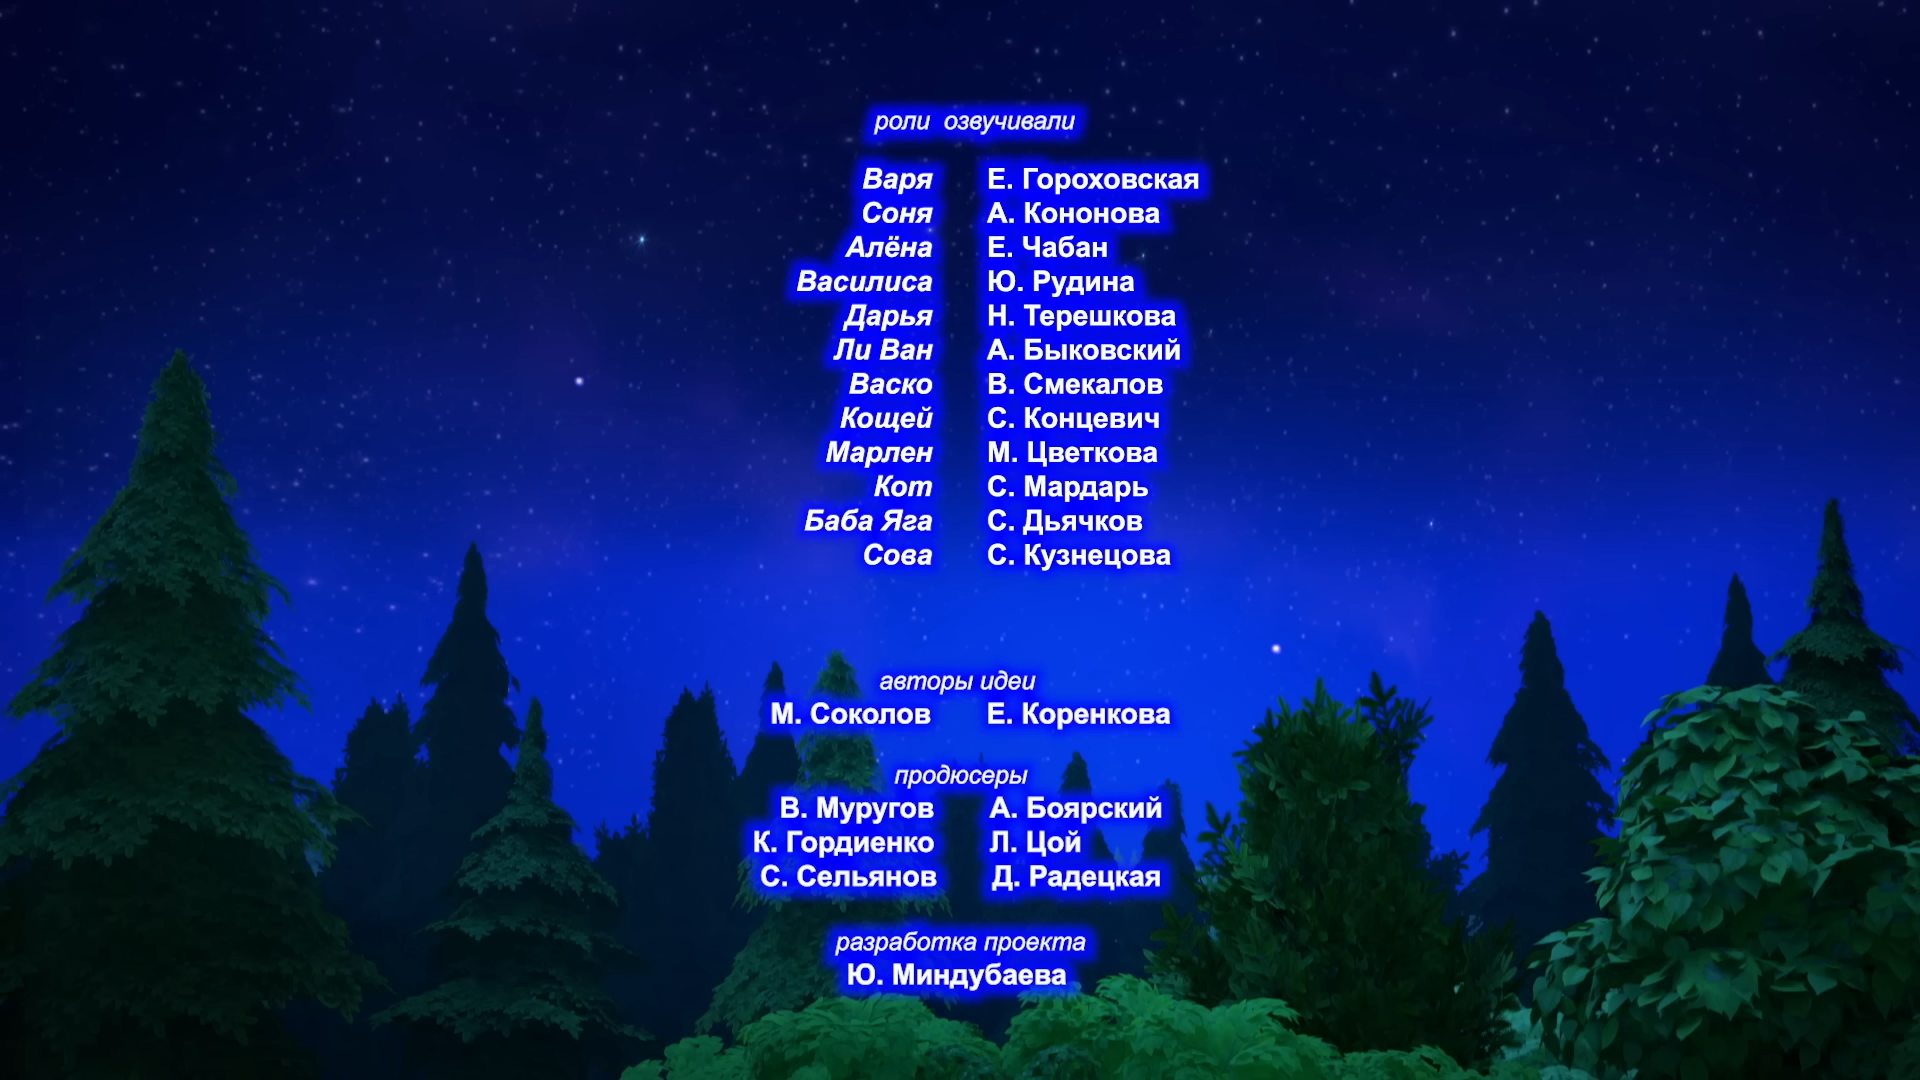 роли озвучивали
Варя Е. Гороховская
Соня А. Кононова
Алёна Е. Чабан
Василиса Ю. Рудина
Дарья Н. Терешкова
Ли Ван А. Быковский
Васко В. Смекалов
Кощей С. Концевич
Марлен М. Цветкова
Кот С. Мардарь
Баба Яга С. Дьячков
Сова С. Кузнецова
авторы идеи
М. Соколов Е. Коренкова
продюсеры
В. Муругов А. Боярский
К. Гордиенко Л. Цой
С. Сельянов Д. Радецкая
разработка проекта
Ю. Миндубаева